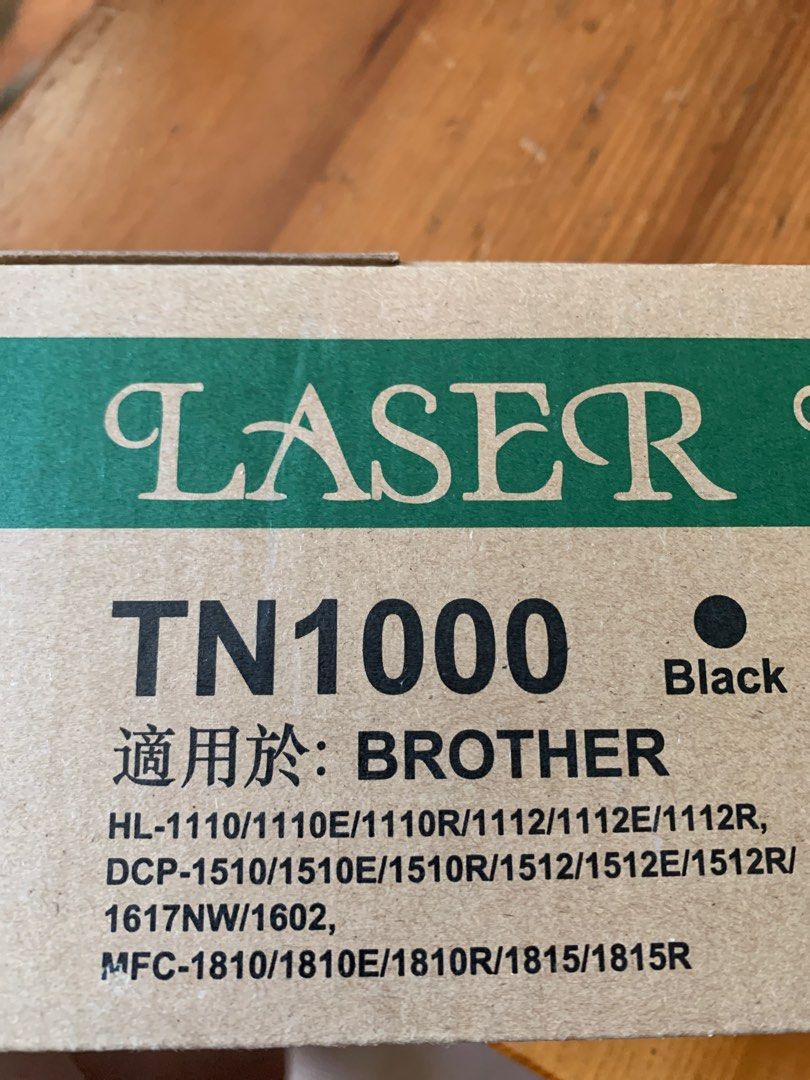 LASER
TN1000
Black
適用於: BROTHER
HL-1110/1110E/1110R/1112/1112E/1112R,
DCP-1510/1510E/1510R/1512/1512E/1512R/
1617NW/1602,
MFC-1810/1810E/1810R/1815/1815R